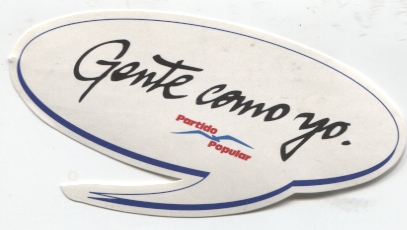 Gente como yo.
Partido
Popular